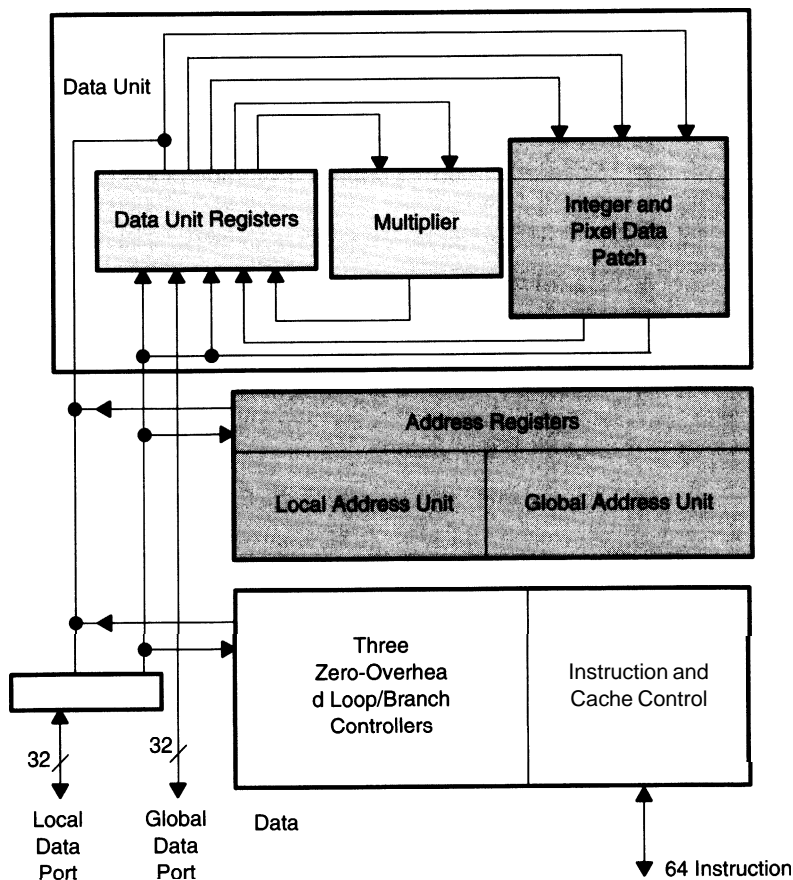 Data Unit
Data Unit Registers
Multiplier
Integer and
Pixel Data
Patch
Address Registers
Local Address Unit
Global Address Unit
Three
Zero-Overhea
d Loop/Branch
Controllers
Instruction and
Cache Control
32
32
Local
Data
Port
Global
Data
Port
Data
64 Instruction